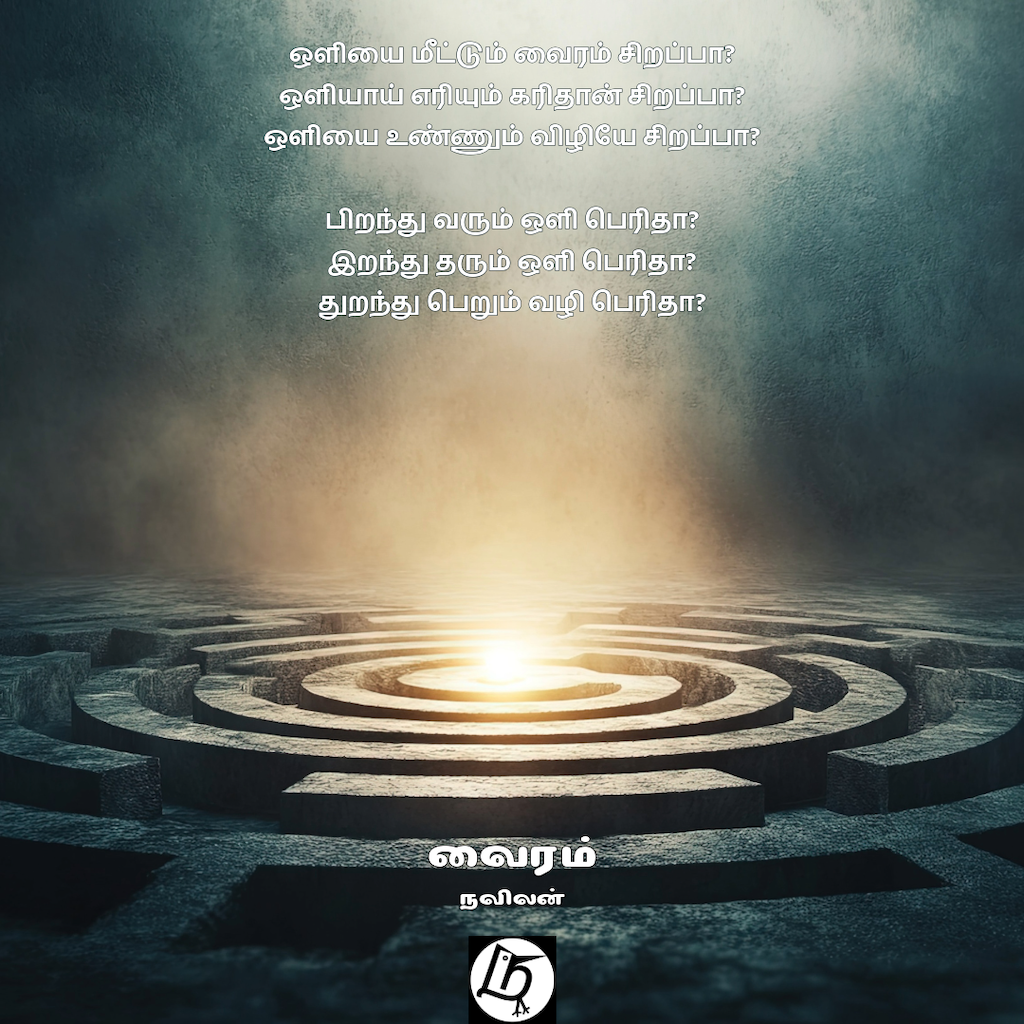 ஒளியை மீட்டும் வைரம் சிறப்பா?
ஒளியாய் எரியும் கரிதான் சிறப்பா?
ஒளியை உண்ணும் விழியே சிறப்பா?
பிறந்து வரும் ஒளி பெரிதா?
இறந்து தரும் ஒளி பெரிதா?
துறந்து பெறும் வழி பெரிதா?
வைரம்
நவிலன்